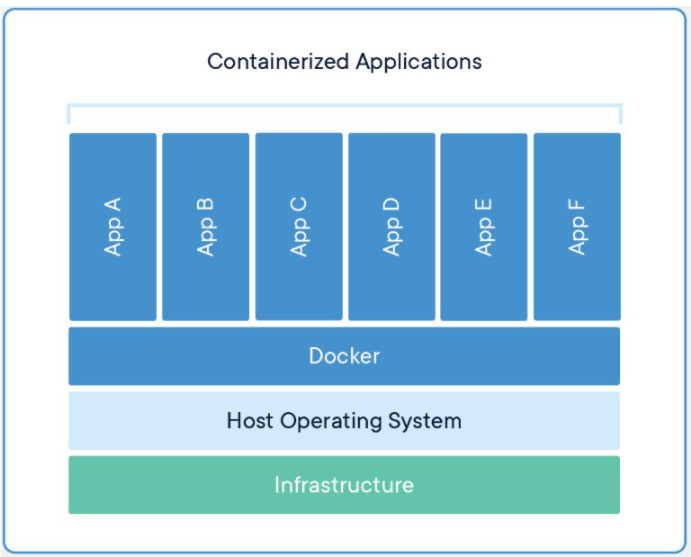 Containerized Applications
App A
App B
App C
App D
App E
App F
Docker
Host Operating System
Infrastructure